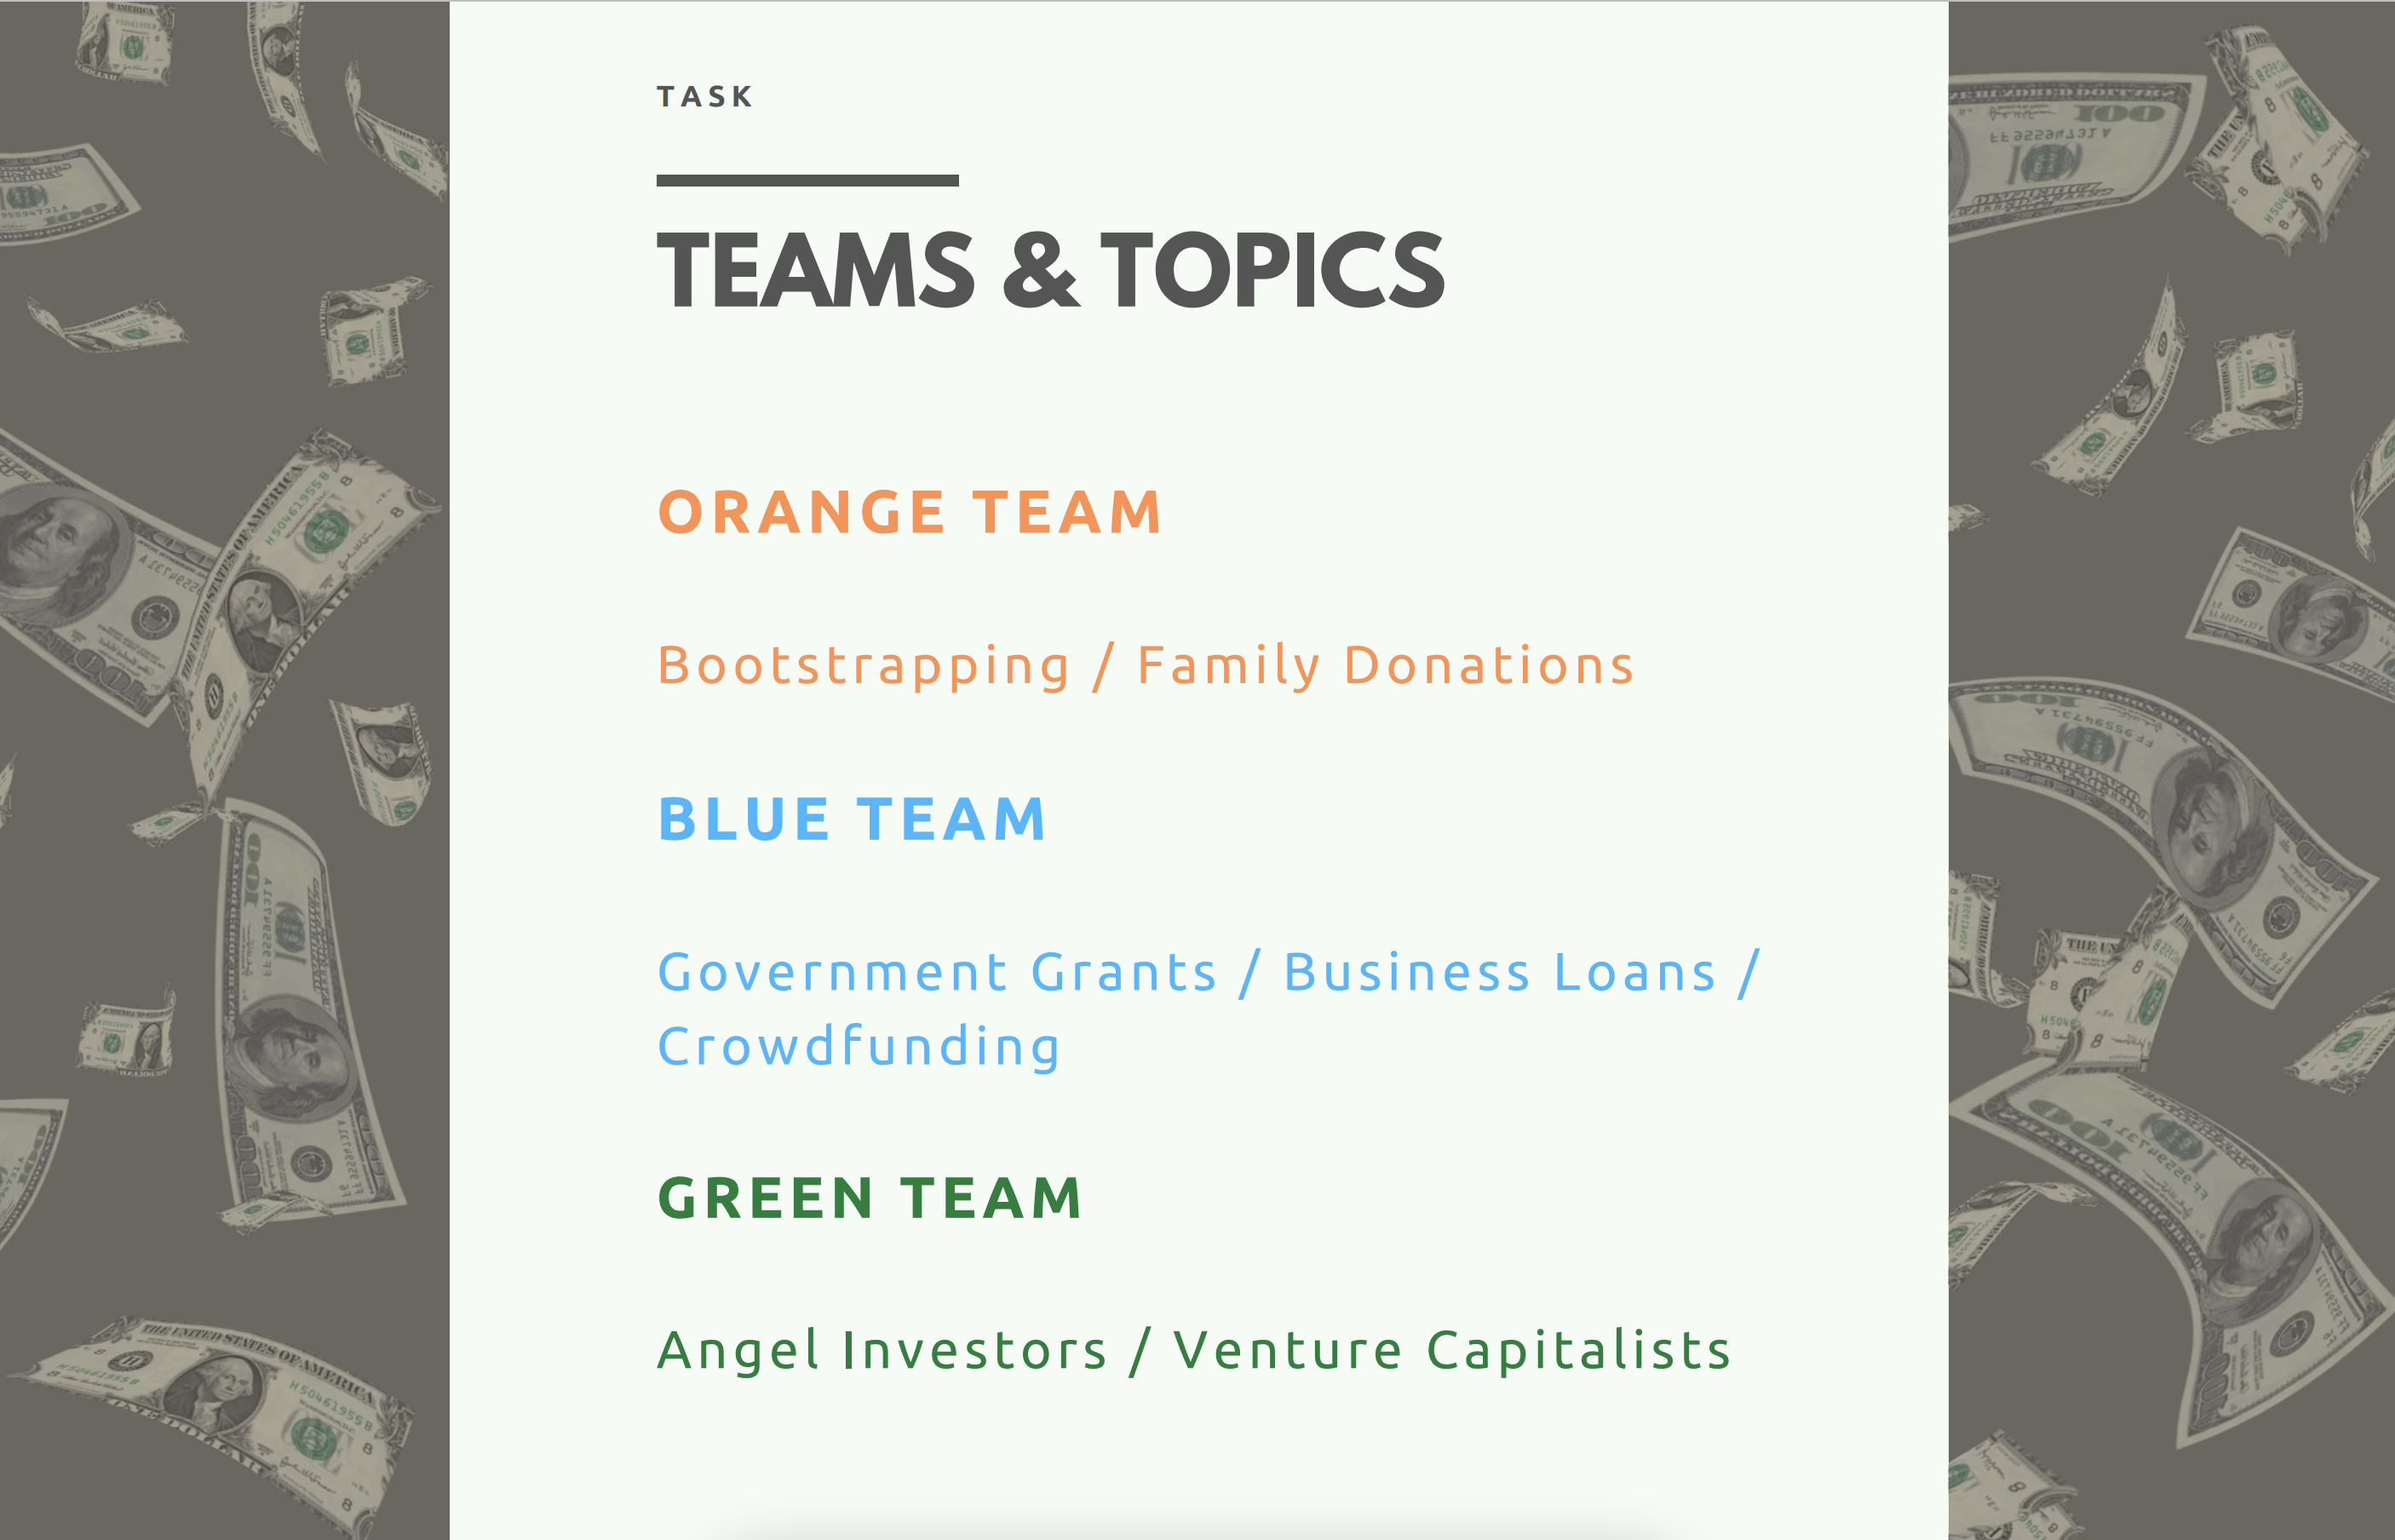 TASK
TEAMS & TOPICS
ORANGE TEAM
Bootstrapping / Family Donations
BLUE TEAM
Government Grants / Business Loans /
Crowdfunding
GREEN TEAM
Angel Investors / Venture Capitalists